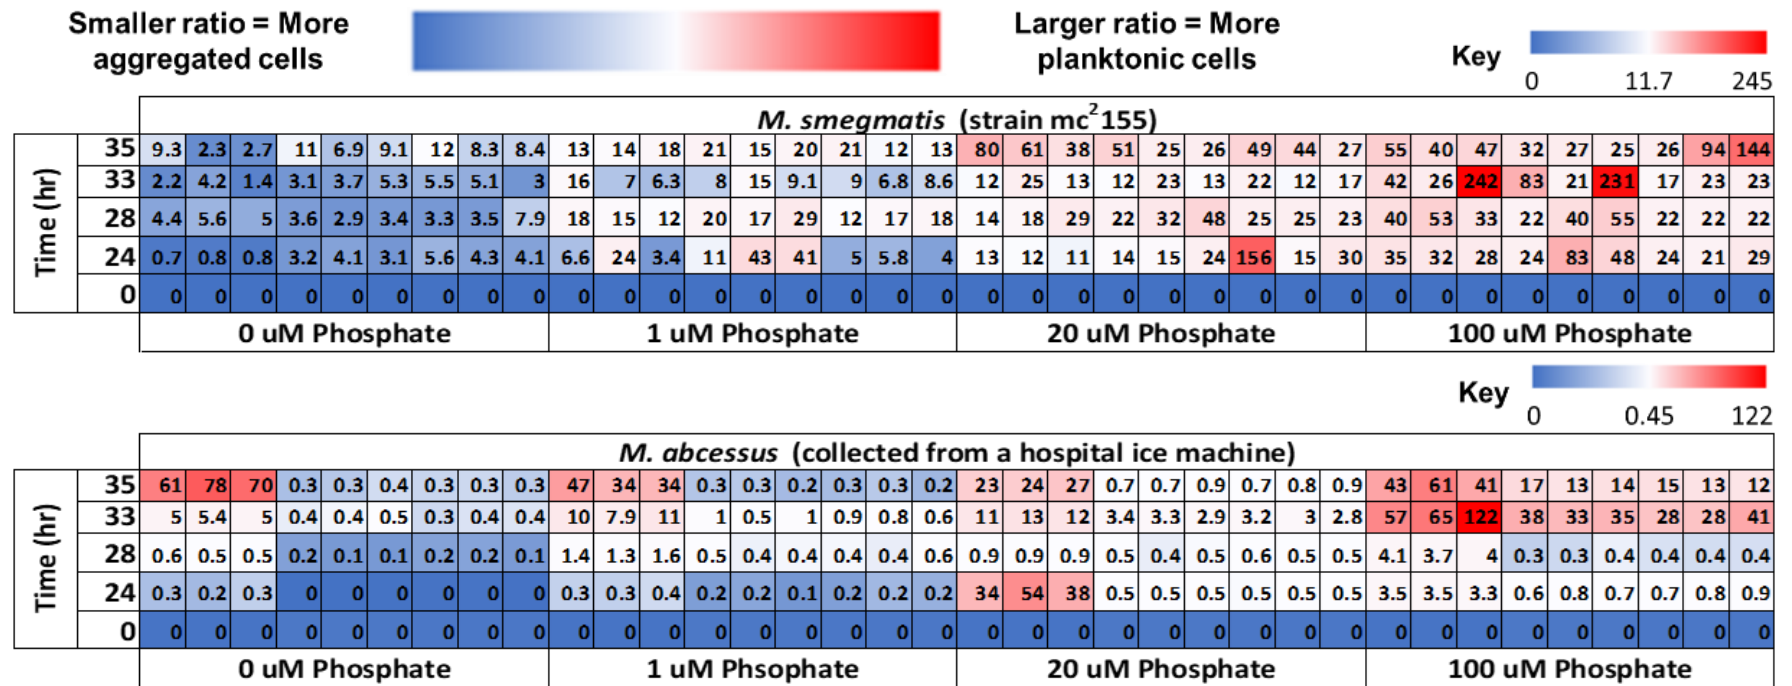 Smaller ratio = More
aggregated cells
Larger ratio = More
planktonic cells
Key
0 11.7 245
M. smegmatis (strain mc²155)
Time (hr)
35 9.3 2.3 2.7 11 6.9 9.1 12 8.3 8.4 13 14 18 21 15 20 21 12 13 80 61 38 51 25 26 49 44 27 55 40 47 32 27 25 26 94 144
33 2.2 4.2 1.4 3.1 3.7 5.3 5.5 5.1 3 16 7 6.3 8 15 9.1 9 6.8 8.6 12 25 13 12 23 13 22 12 17 42 26 242 83 21 231 17 23 23
28 4.4 5.6 5 3.6 2.9 3.4 3.3 3.5 7.9 18 15 12 20 17 29 12 17 18 14 18 29 22 32 48 25 25 23 40 53 33 22 40 55 22 22 22
24 0.7 0.8 0.8 3.2 4.1 3.1 5.6 4.3 4.1 6.6 24 3.4 11 43 41 5 5.8 4 13 12 11 14 15 24 156 15 30 35 32 28 24 83 48 24 21 29
0 0 0 0 0 0 0 0 0 0 0 0 0 0 0 0 0 0 0 0 0 0 0 0 0 0 0 0 0 0 0 0 0 0 0 0 0
0 uM Phosphate 1 uM Phosphate 20 uM Phosphate 100 uM Phosphate
Key
0 0.45 122
M. abcessus (collected from a hospital ice machine)
Time (hr)
35 61 78 70 0.3 0.3 0.4 0.3 0.3 0.3 47 34 34 0.3 0.3 0.2 0.3 0.3 0.2 23 24 27 0.7 0.7 0.9 0.7 0.8 0.9 43 61 41 17 13 14 15 13 12
33 5 5.4 5 0.4 0.4 0.5 0.3 0.4 0.4 10 7.9 11 1 0.5 1 0.9 0.8 0.6 11 13 12 3.4 3.3 2.9 3.2 3 2.8 57 65 122 38 33 35 28 28 41
28 0.6 0.5 0.5 0.2 0.1 0.1 0.2 0.2 0.1 1.4 1.3 1.6 0.5 0.4 0.4 0.4 0.4 0.6 0.9 0.9 0.9 0.5 0.4 0.5 0.6 0.5 0.5 4.1 3.7 4 0.3 0.3 0.4 0.4 0.4 0.4
24 0.3 0.2 0.3 0 0 0 0 0 0 0.3 0.3 0.4 0.2 0.2 0.1 0.2 0.2 0.2 34 54 38 0.5 0.5 0.5 0.5 0.5 0.5 3.5 3.5 3.3 0.6 0.8 0.7 0.7 0.8 0.9
0 0 0 0 0 0 0 0 0 0 0 0 0 0 0 0 0 0 0 0 0 0 0 0 0 0 0 0 0 0 0 0 0 0 0 0 0
0 uM Phosphate 1 uM Phsophate 20 uM Phosphate 100 uM Phosphate